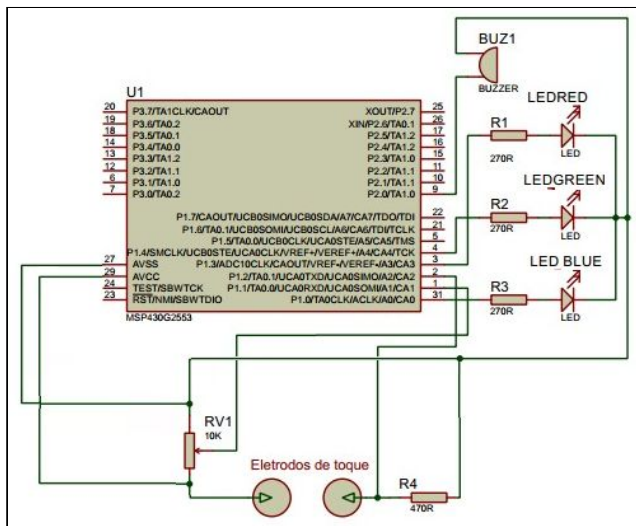 BUZ1
BUZZER
U1
20 P3.7/TA1CLK/CAOUT XOUT/P2.7 25
19 P3.6/TA0.2 XIN/P2.6/TA0.1 26
18 P3.5/TA0.1 P2.5/TA1.2 17
14 P3.4/TA0.0 P2.4/TA1.2 16
13 P3.3/TA1.2 P2.3/TA1.0 15
12 P3.2/TA1.1 P2.2/TA1.1 11
6 P3.1/TA1.0 P2.1/TA1.1 10
7 P3.0/TA0.2 P2.0/TA1.0 9
P1.7/CAOUT/UCB0SIMO/UCB0SDA/A7/CA7/TDO/TDI 22
P1.6/TA0.1/UCB0SOMI/UCB0SCL/A6/CA6/TDI/TCLK 21
P1.5/TA0.0/UCB0CLK/UCA0STE/A5/CA5/TMS 5
P1.4/SMCLK/UCB0STE/UCA0CLK/VREF+/VEREF+/A4/CA4/TCK 4
27 AVSS P1.3/ADC10CLK/CAOUT/VREF-/VEREF-/A3/CA3 3
29 AVCC P1.2/TA0.1/UCA0TXD/UCA0SIMO/A2/CA2 2
24 TEST/SBWTCK P1.1/TA0.0/UCA0RXD/UCA0SOMI/A1/CA1 1
23 RST/NMI/SBWTDIO P1.0/TA0CLK/ACLK/A0/CA0 31
MSP430G2553
LEDRED
R1
270R LED
LEDGREEN
R2
270R LED
LED BLUE
R3
270R LED
RV1
10K
Eletrodos de toque
R4
470R